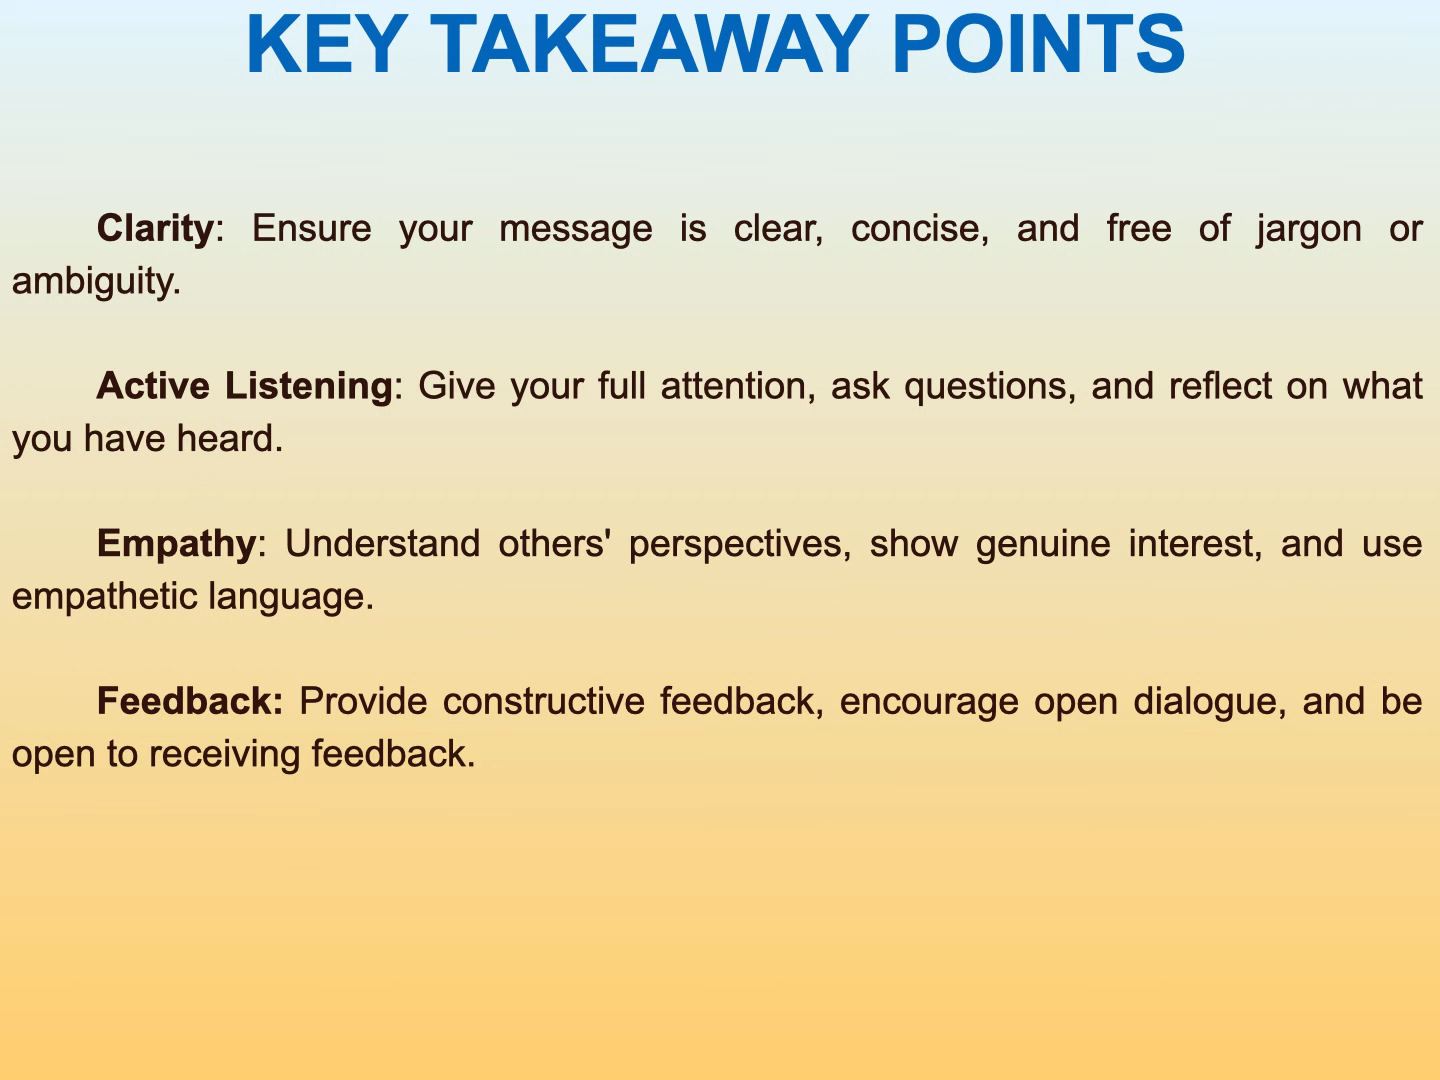 KEY TAKEAWAY POINTS
Clarity: Ensure your message is clear, concise, and free of jargon or
ambiguity.
Active Listening: Give your full attention, ask questions, and reflect on what
you have heard.
Empathy: Understand others' perspectives, show genuine interest, and use
empathetic language.
Feedback: Provide constructive feedback, encourage open dialogue, and be
open to receiving feedback.